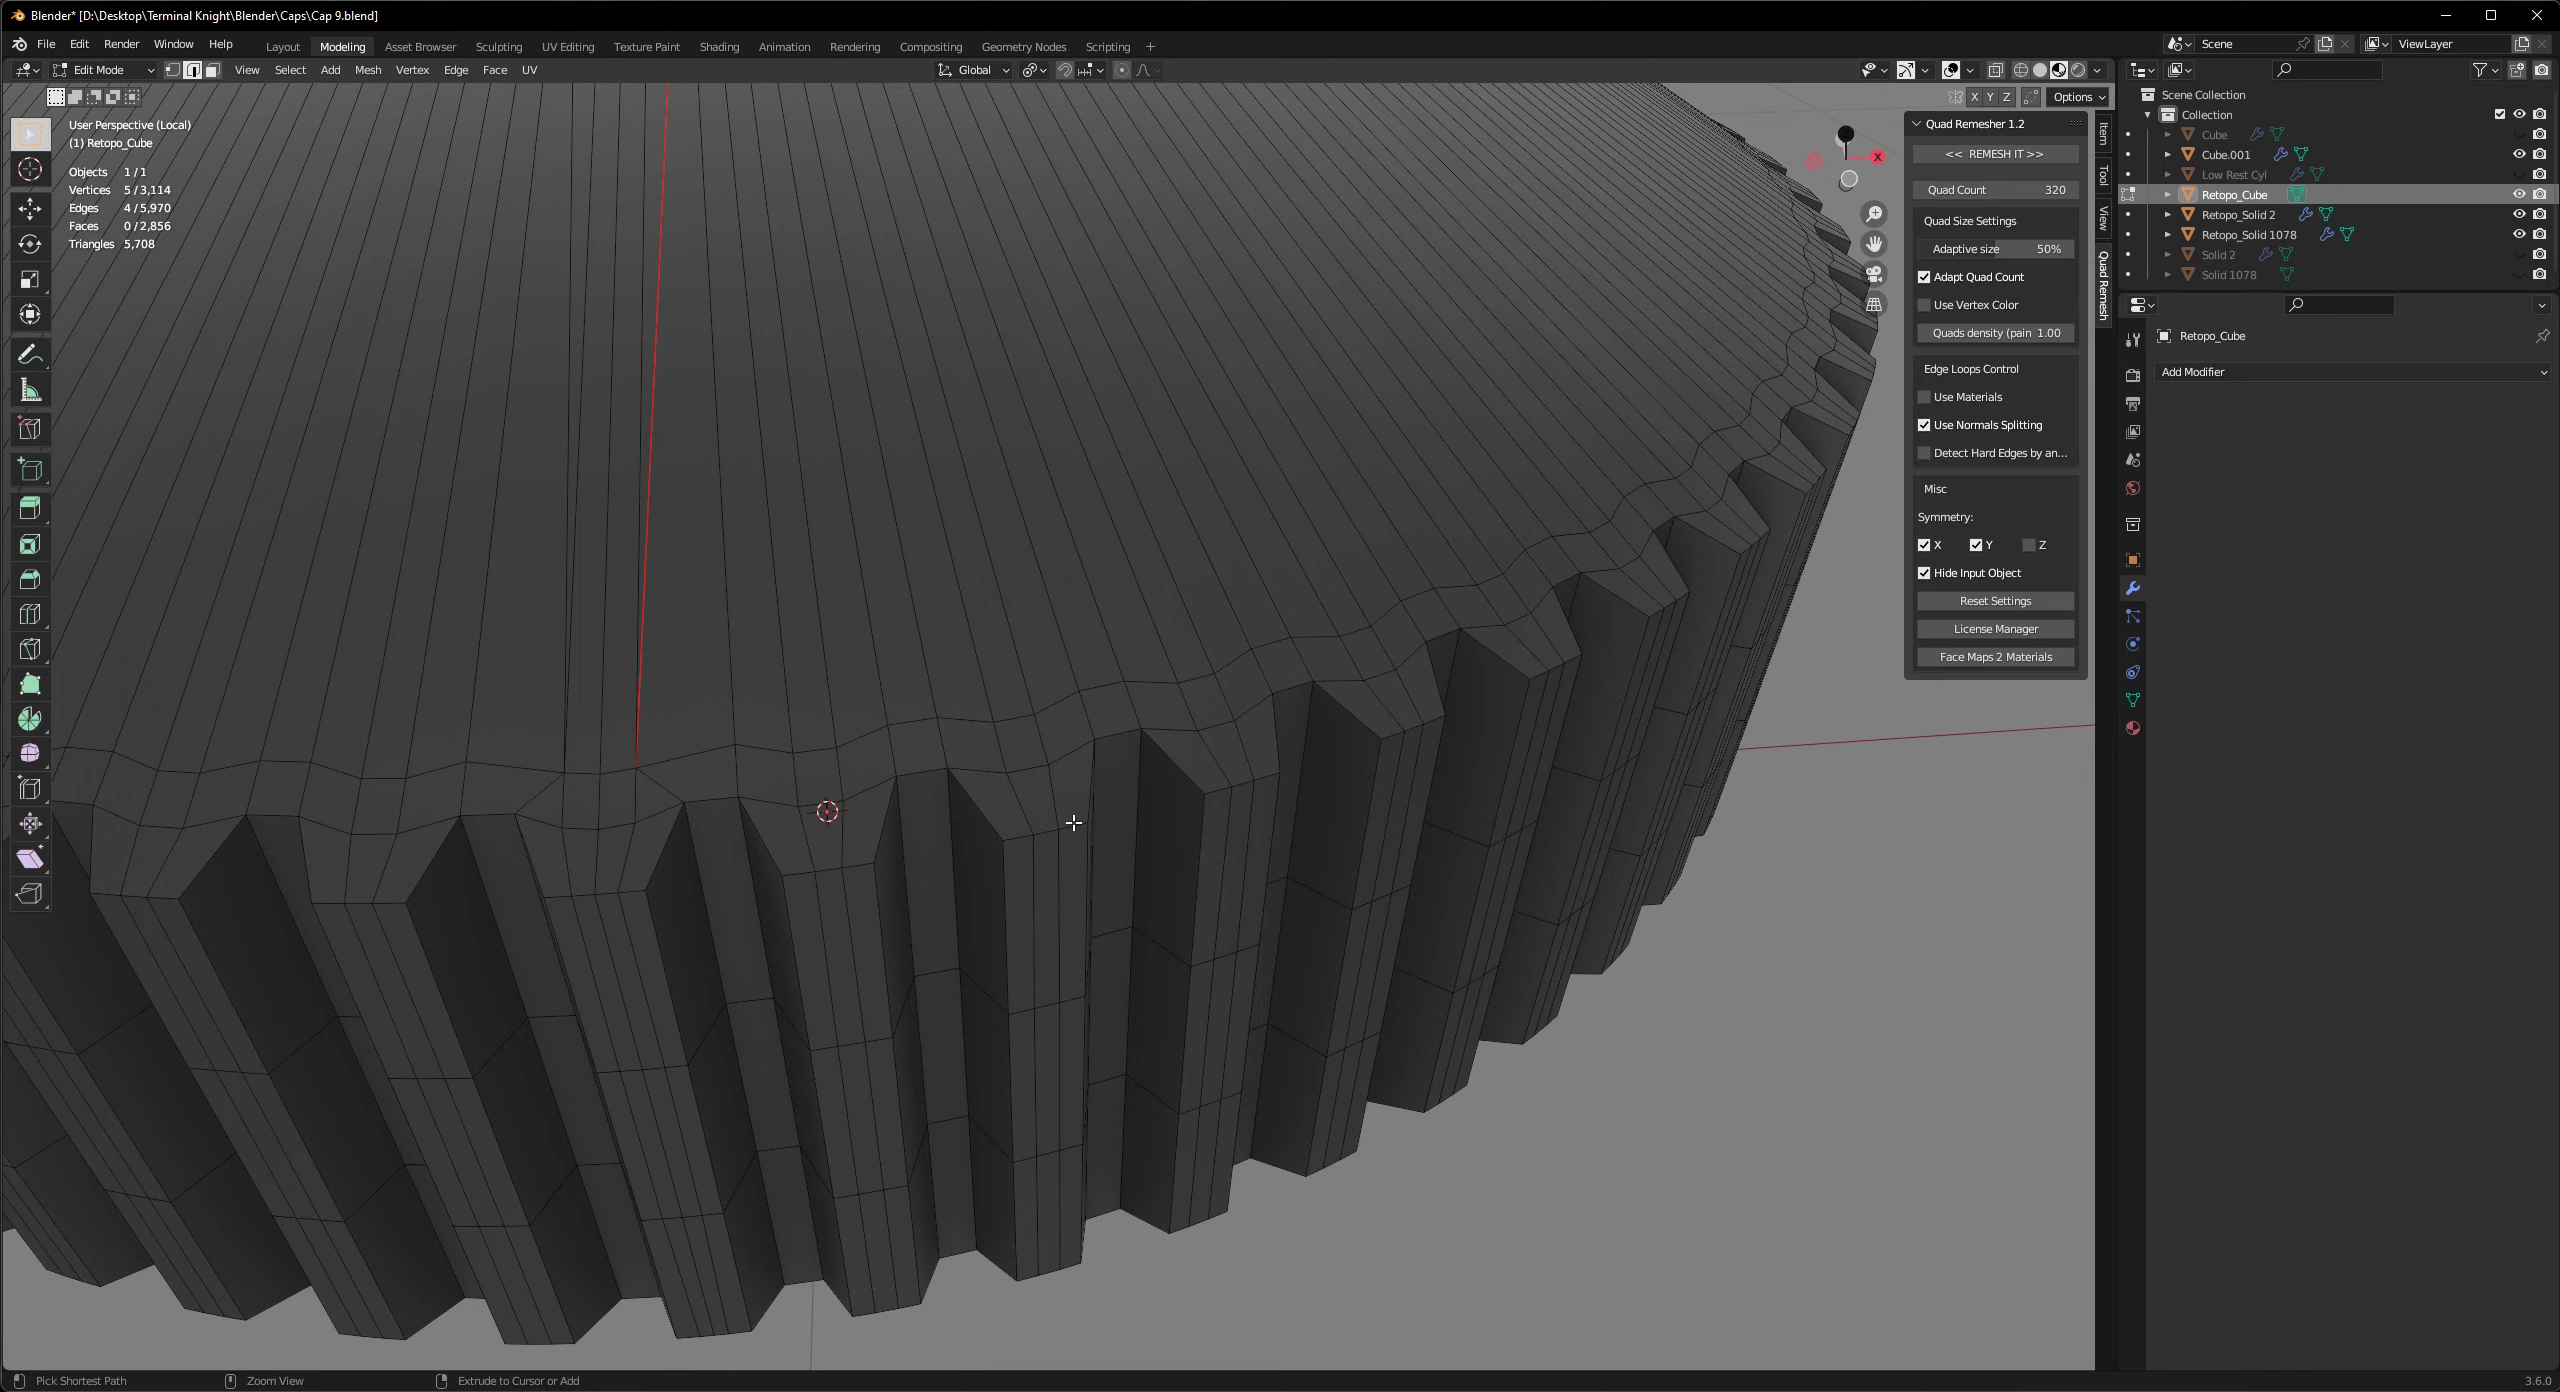 Blender* [D:\Desktop\Terminal Knight\Blender\Caps\Cap 9.blend]
File Edit Render Window Help Layout Modeling Asset Browser Sculpting UV Editing Texture Paint Shading Animation Rendering Compositing Geometry Nodes Scripting + Scene ViewLayer
Edit Mode View Select Add Mesh Vertex Edge Face UV Global
X Y Z Options
User Perspective (Local)
(1) Retopo_Cube
Objects 1 / 1
Vertices 5 / 3,114
Edges 4 / 5,970
Faces 0 / 2,856
Triangles 5,708
X
Quad Remesher 1.2
<< REMESH IT >>
Quad Count 320
Quad Size Settings
Adaptive size 50%
Adapt Quad Count
Use Vertex Color
Quads density (pain 1.00
Edge Loops Control
Use Materials
Use Normals Splitting
Detect Hard Edges by an...
Misc
Symmetry:
X Y Z
Hide Input Object
Reset Settings
License Manager
Face Maps 2 Materials
Item
Tool
View
Quad Remesh
Scene Collection
Collection
Cube
Cube.001
Low Rest Cyl
Retopo_Cube
Retopo_Solid 2
Retopo_Solid 1078
Solid 2
Solid 1078
Retopo_Cube
Add Modifier
Pick Shortest Path Zoom View Extrude to Cursor or Add 3.6.0